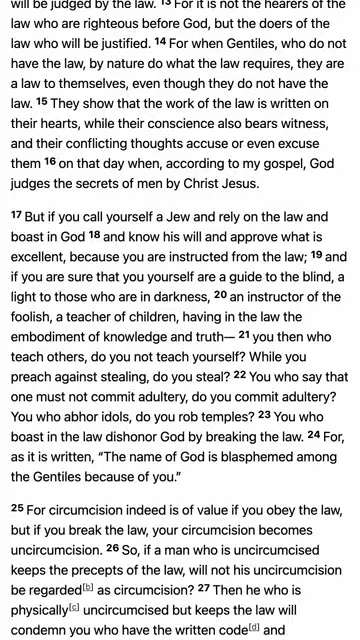 will be judged by the law. 13 For it is not the hearers of the
law who are righteous before God, but the doers of the
law who will be justified. 14 For when Gentiles, who do not
have the law, by nature do what the law requires, they are
a law to themselves, even though they do not have the
law. 15 They show that the work of the law is written on
their hearts, while their conscience also bears witness,
and their conflicting thoughts accuse or even excuse
them 16 on that day when, according to my gospel, God
judges the secrets of men by Christ Jesus.
17 But if you call yourself a Jew and rely on the law and
boast in God 18 and know his will and approve what is
excellent, because you are instructed from the law; 19 and
if you are sure that you yourself are a guide to the blind, a
light to those who are in darkness, 20 an instructor of the
foolish, a teacher of children, having in the law the
embodiment of knowledge and truth— 21 you then who
teach others, do you not teach yourself? While you
preach against stealing, do you steal? 22 You who say that
one must not commit adultery, do you commit adultery?
You who abhor idols, do you rob temples? 23 You who
boast in the law dishonor God by breaking the law. 24 For,
as it is written, “The name of God is blasphemed among
the Gentiles because of you.”
25 For circumcision indeed is of value if you obey the law,
but if you break the law, your circumcision becomes
uncircumcision. 26 So, if a man who is uncircumcised
keeps the precepts of the law, will not his uncircumcision
be regarded[b] as circumcision? 27 Then he who is
physically[c] uncircumcised but keeps the law will
condemn you who have the written code[d] and